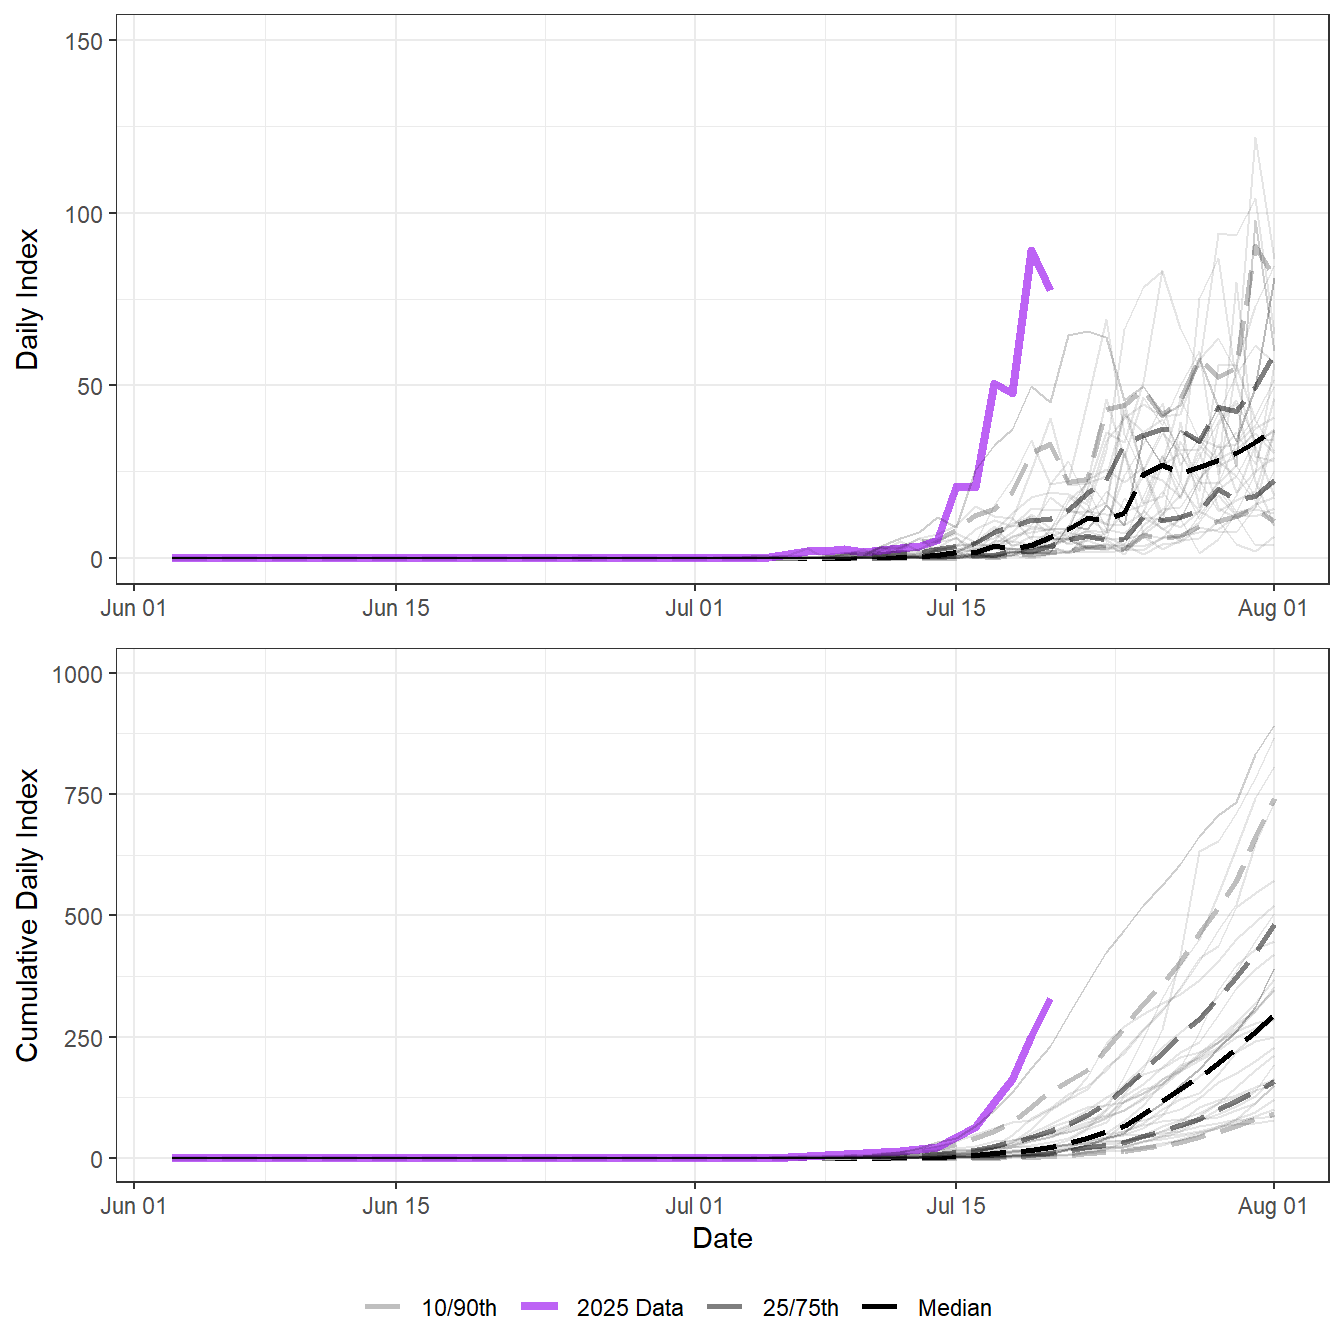 150
100
50
0
Daily Index
Jun 01 Jun 15 Jul 01 Jul 15 Aug 01
1000
750
500
250
0
Cumulative Daily Index
Jun 01 Jun 15 Jul 01 Jul 15 Aug 01
Date
10/90th 2025 Data 25/75th Median